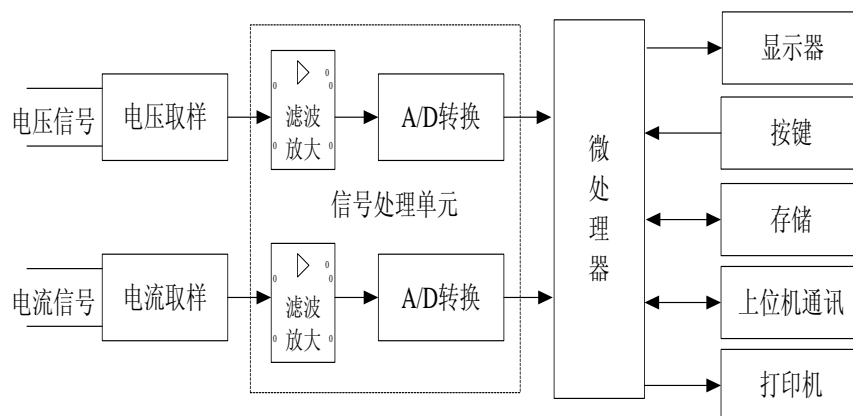 电压信号
电压取样
滤波
放大
A/D转换
信号处理单元
电流信号
电流取样
滤波
放大
A/D转换
微处理器
显示器
按键
存储
上位机通讯
打印机